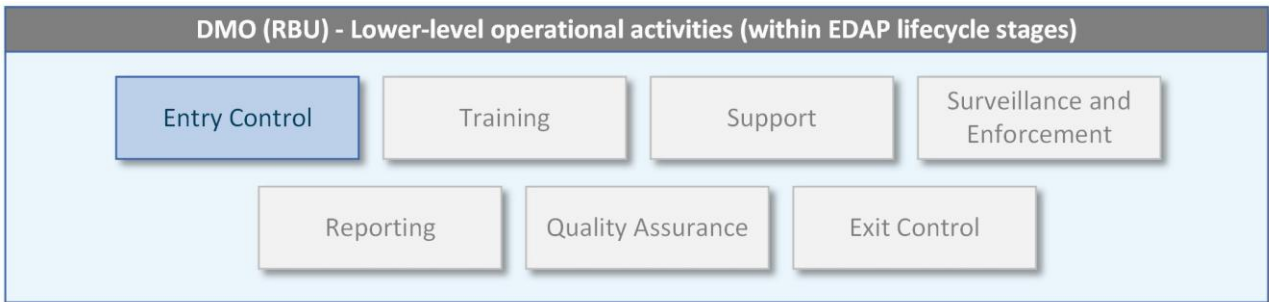 DMO (RBU) - Lower-level operational activities (within EDAP lifecycle stages)
Entry Control
Training
Support
Surveillance and
Enforcement
Reporting
Quality Assurance
Exit Control